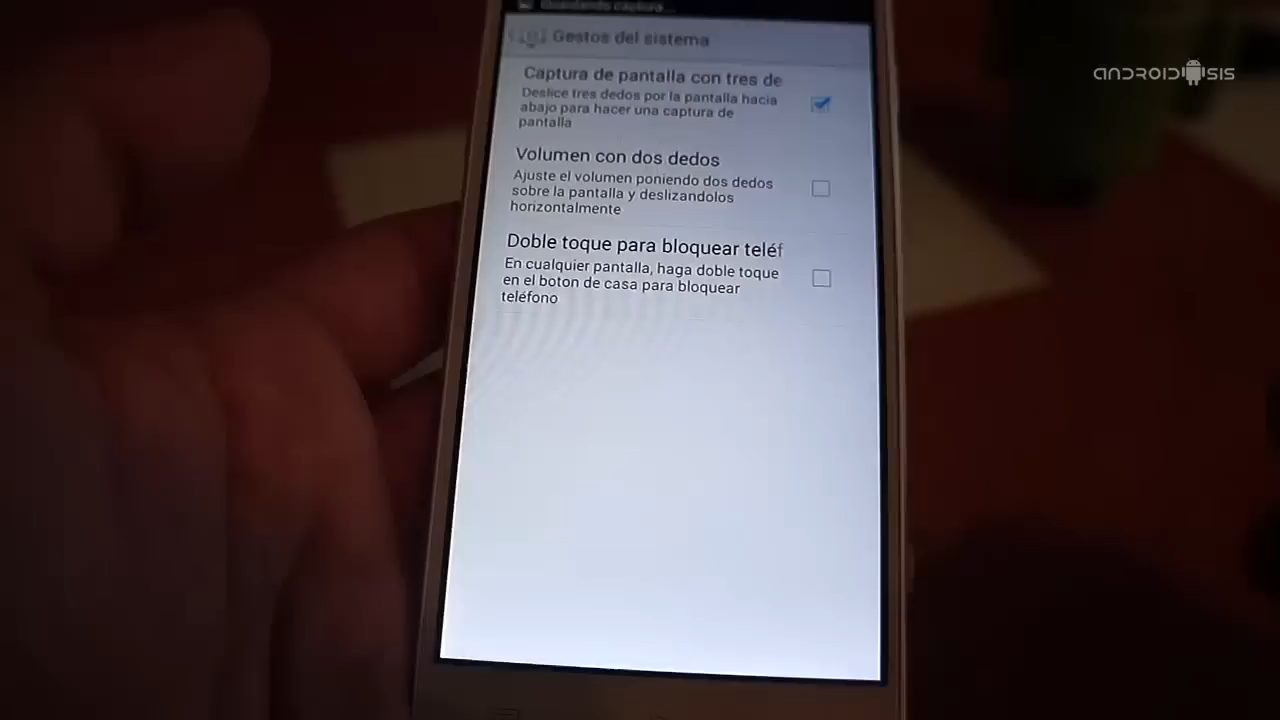 Guardando captura...
Gestos del sistema
ANDROIDSIS
Captura de pantalla con tres de
Deslice tres dedos por la pantalla hacia
abajo para hacer una captura de
pantalla
Volumen con dos dedos
Ajuste el volumen poniendo dos dedos
sobre la pantalla y deslizandolos
horizontalmente
Doble toque para bloquear teléf
En cualquier pantalla, haga doble toque
en el boton de casa para bloquear
teléfono